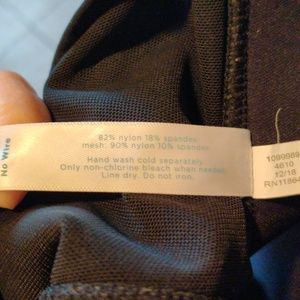 No Wire
82% nylon 18% spandex
mesh: 90% nylon 10% spandex
Hand wash cold separately.
Only non-chlorine bleach when needed.
Line dry. Do not iron.
4610
12/18